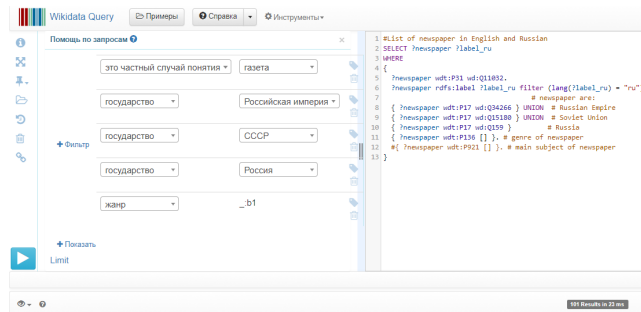 Wikidata Query
Примеры
Справка
Инструменты
Помощь по запросам
это частный случай понятия
газета
государство
Российская империя
+ Фильтр
государство
СССР
государство
Россия
жанр
_:b1
+ Показать
Limit
1 #List of newspaper in English and Russian
2 SELECT ?newspaper ?label_ru
3 WHERE
4 {
5 ?newspaper wdt:P31 wd:Q11032.
6 ?newspaper rdfs:label ?label_ru filter (lang(?label_ru) = "ru")
7 # newspaper are:
8 { ?newspaper wdt:P17 wd:Q34266 } UNION # Russian Empire
9 { ?newspaper wdt:P17 wd:Q15180 } UNION # Soviet Union
10 { ?newspaper wdt:P17 wd:Q159 } # Russia
11 { ?newspaper wdt:P136 [] }. # genre of newspaper
12 #{ ?newspaper wdt:P921 [] }. # main subject of newspaper
13 }
101 Results in 23 ms